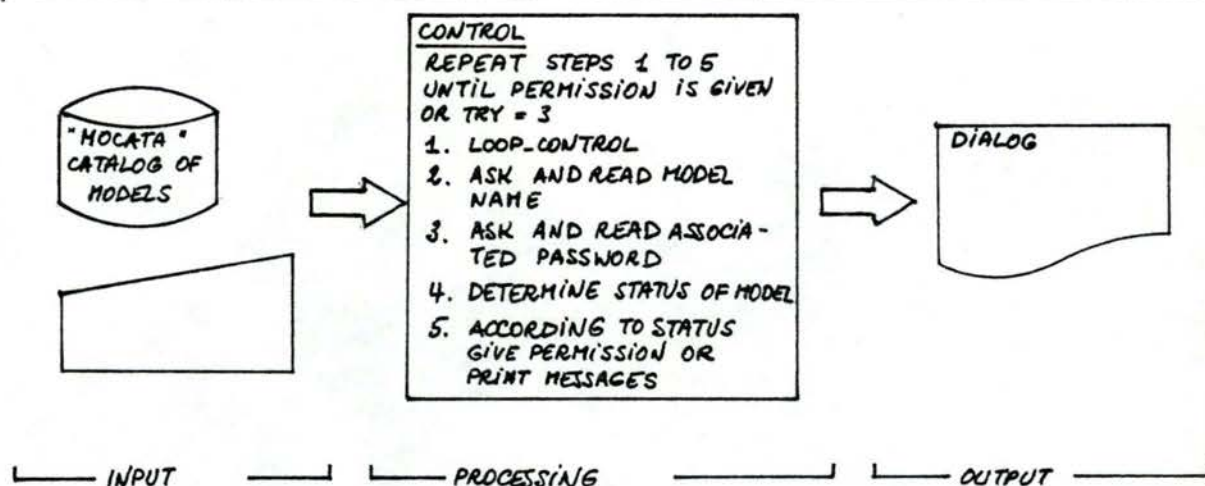 "MOCATA"
CATALOG OF
MODELS
CONTROL
REPEAT STEPS 1 TO 5
UNTIL PERMISSION IS GIVEN
OR TRY = 3
1. LOOP_CONTROL
2. ASK AND READ MODEL
NAME
3. ASK AND READ ASSOCIA-
TED PASSWORD
4. DETERMINE STATUS OF MODEL
5. ACCORDING TO STATUS
GIVE PERMISSION OR
PRINT MESSAGES
DIALOG
INPUT
PROCESSING
OUTPUT